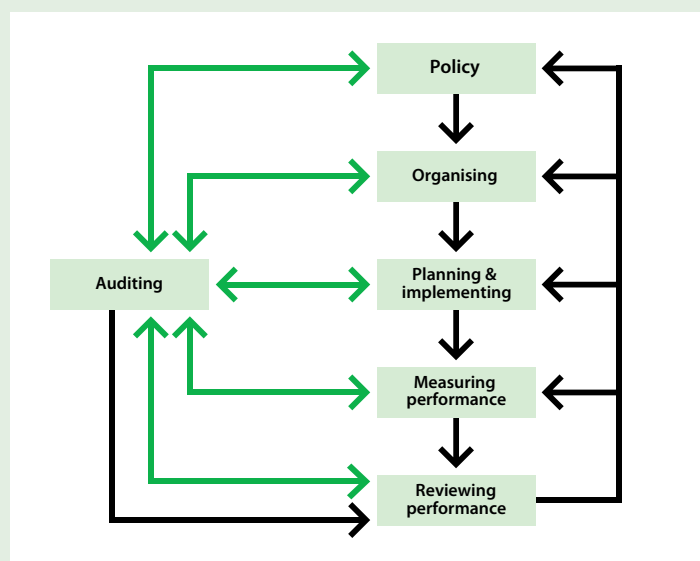 Policy
Organising
Auditing
Planning &
implementing
Measuring
performance
Reviewing
performance